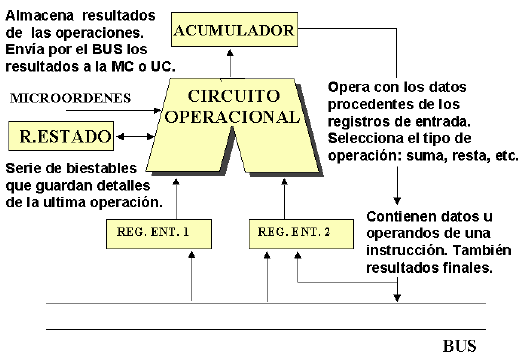 Almacena resultados
de las operaciones.
Envía por el BUS los
resultados a la MC o UC.
ACUMULADOR
MICROORDENES
CIRCUITO
OPERACIONAL
R.ESTADO
Opera con los datos
procedentes de los
registros de entrada.
Selecciona el tipo de
operación: suma, resta, etc.
Serie de biestables
que guardan detalles
de la ultima operación.
REG. ENT. 1
REG. ENT. 2
Contienen datos u
operandos de una
instrucción. También
resultados finales.
BUS